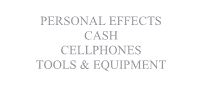 PERSONAL EFFECTS
CASH
CELLPHONES
TOOLS & EQUIPMENT